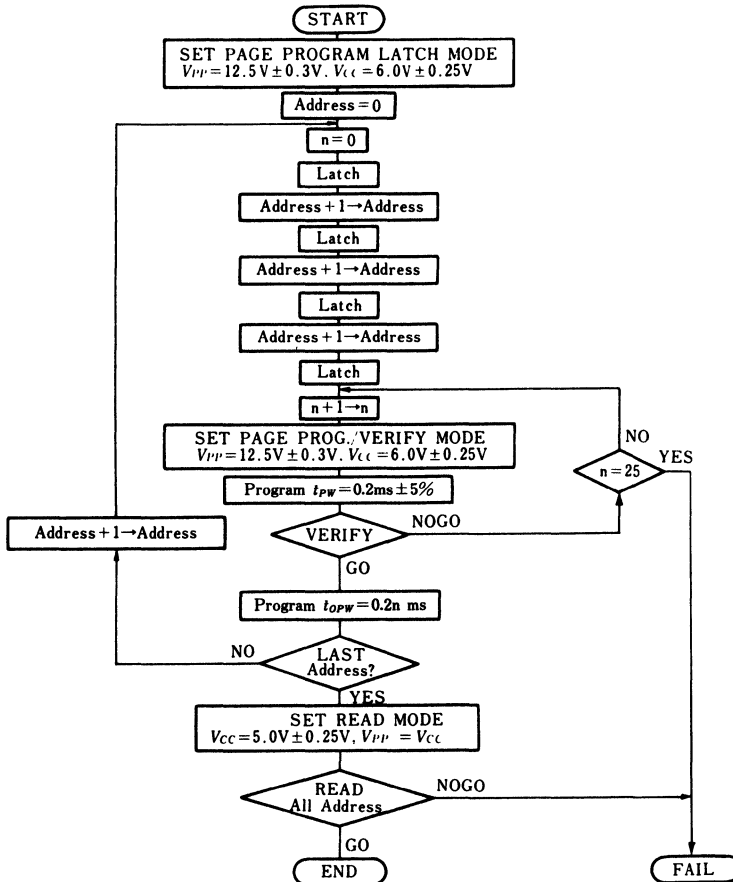 START
SET PAGE PROGRAM LATCH MODE
VPP=12.5V±0.3V. VCC=6.0V±0.25V
Address=0
n=0
Latch
Address+1→Address
Latch
Address+1→Address
Latch
Address+1→Address
Latch
n+1→n
SET PAGE PROG./VERIFY MODE
VPP=12.5V±0.3V. VCC=6.0V±0.25V
NO
YES
n=25
Program tPW=0.2ms±5%
Address+1→Address
VERIFY
NOGO
GO
Program tOPW=0.2n ms
NO
LAST
Address?
YES
SET READ MODE
VCC=5.0V±0.25V, VPP = VCC
READ
All Address
NOGO
GO
END
FAIL